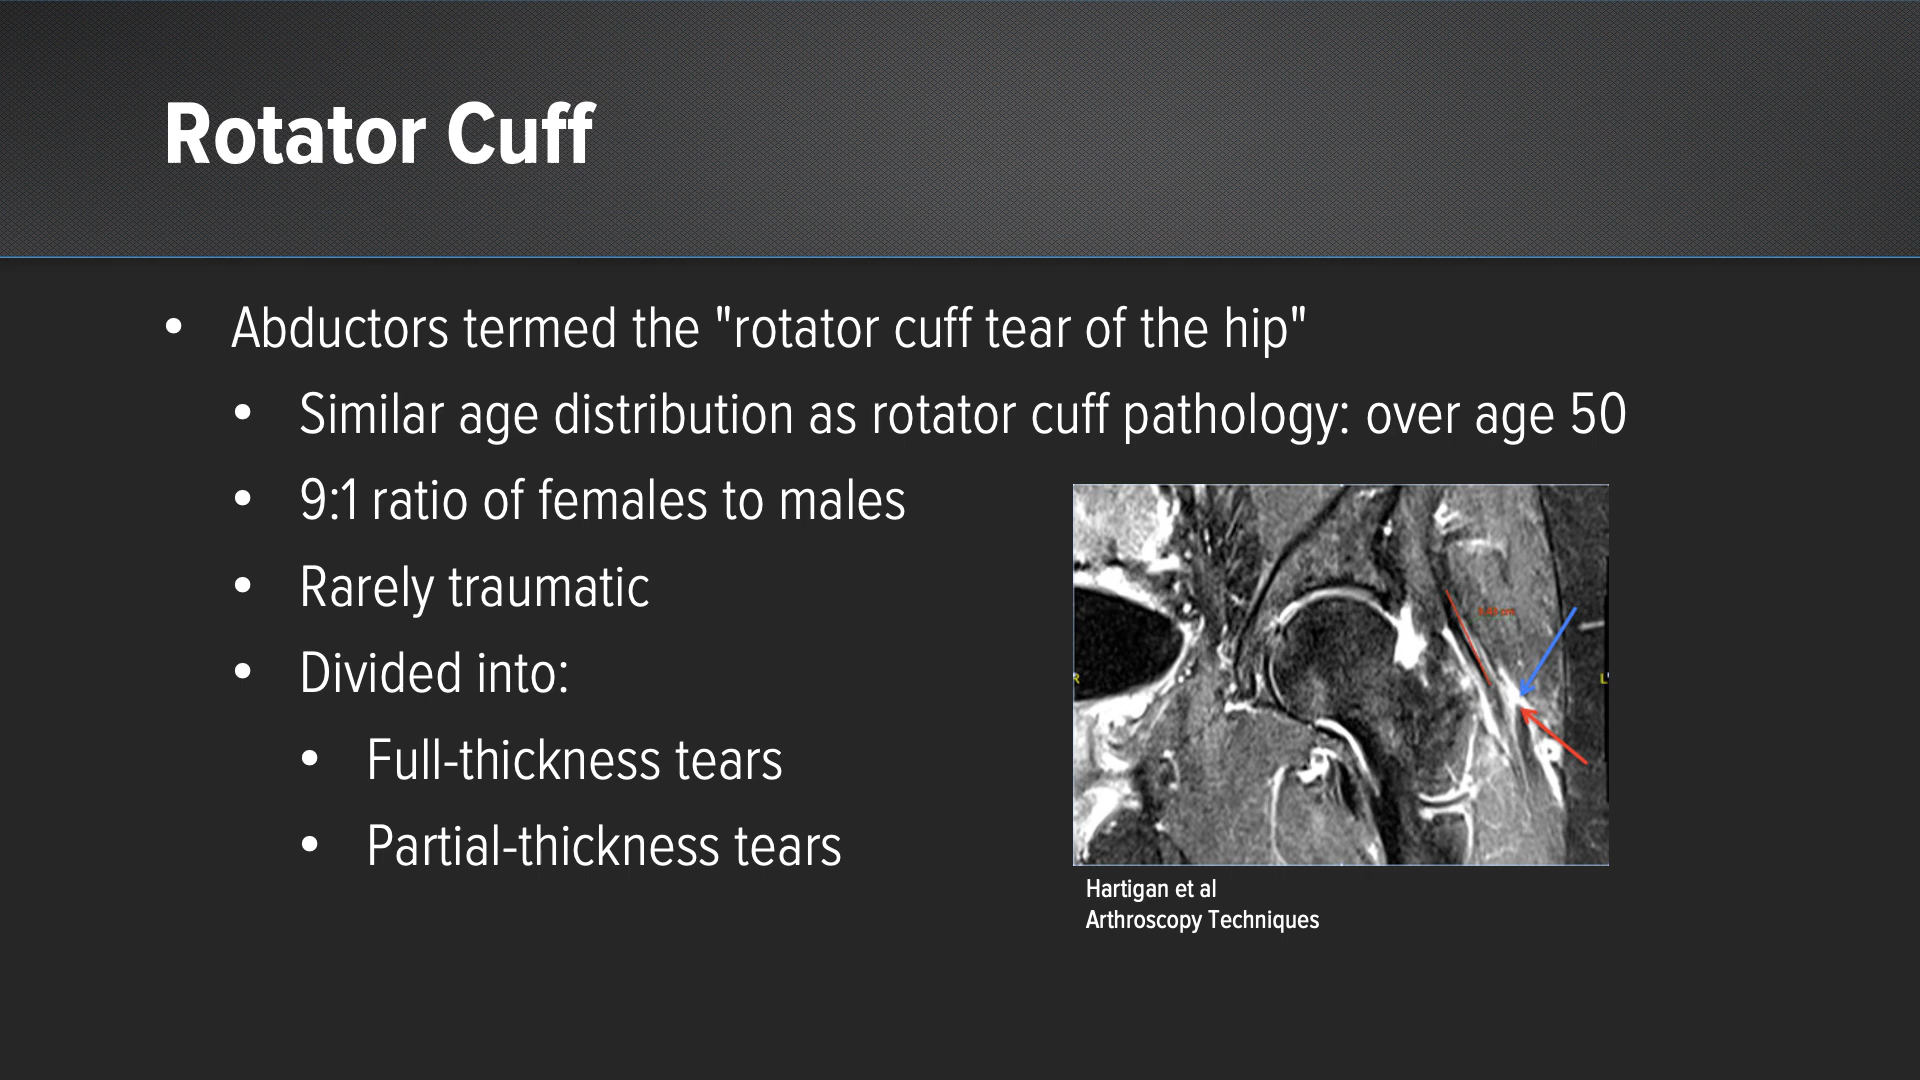 Rotator Cuff
• Abductors termed the "rotator cuff tear of the hip"
• Similar age distribution as rotator cuff pathology: over age 50
• 9:1 ratio of females to males
• Rarely traumatic
• Divided into:
• Full-thickness tears
• Partial-thickness tears
R
L
Hartigan et al
Arthroscopy Techniques